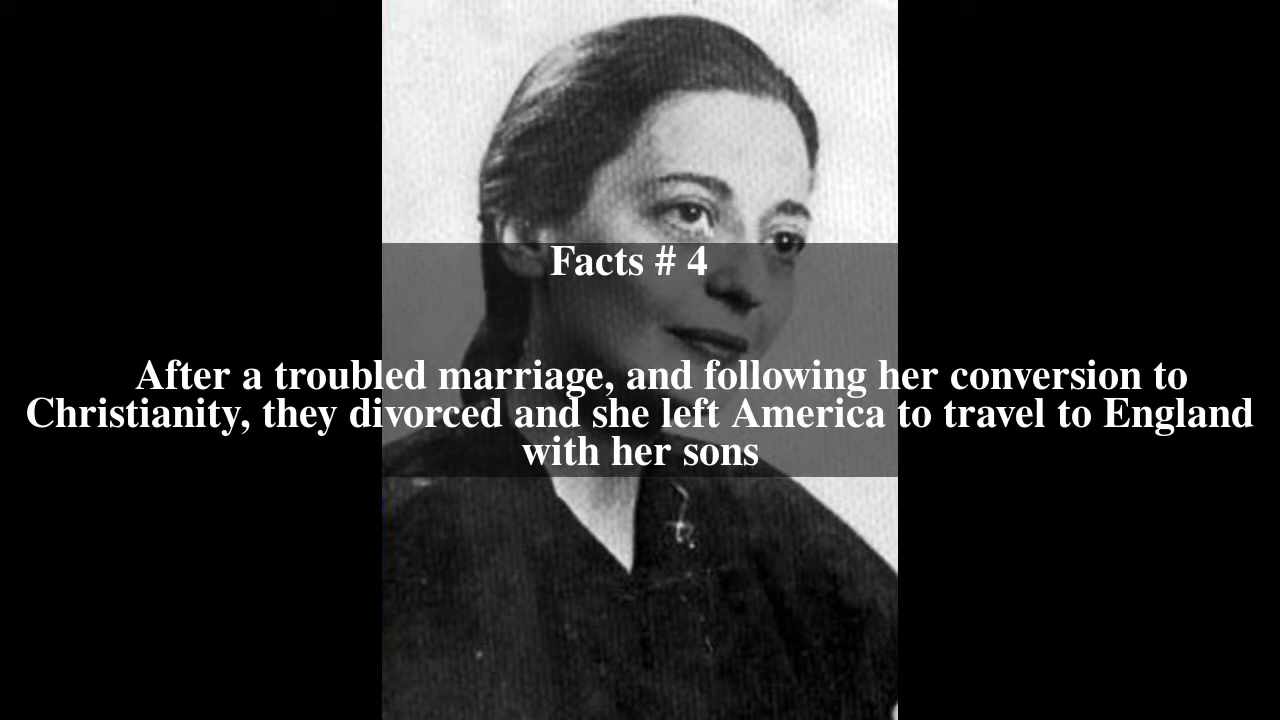 Facts # 4
After a troubled marriage, and following her conversion to
Christianity, they divorced and she left America to travel to England
with her sons